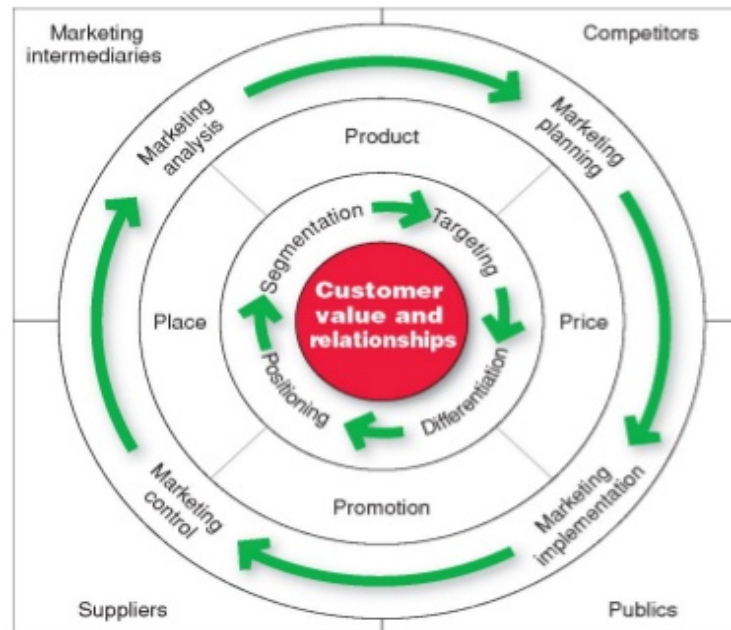 Marketing
intermediaries
Competitors
Marketing
analysis
Marketing
planning
Product
Segmentation
Targeting
Customer
value and
relationships
Place
Price
Positioning
Differentiation
Promotion
Marketing
control
Marketing
implementation
Suppliers
Publics